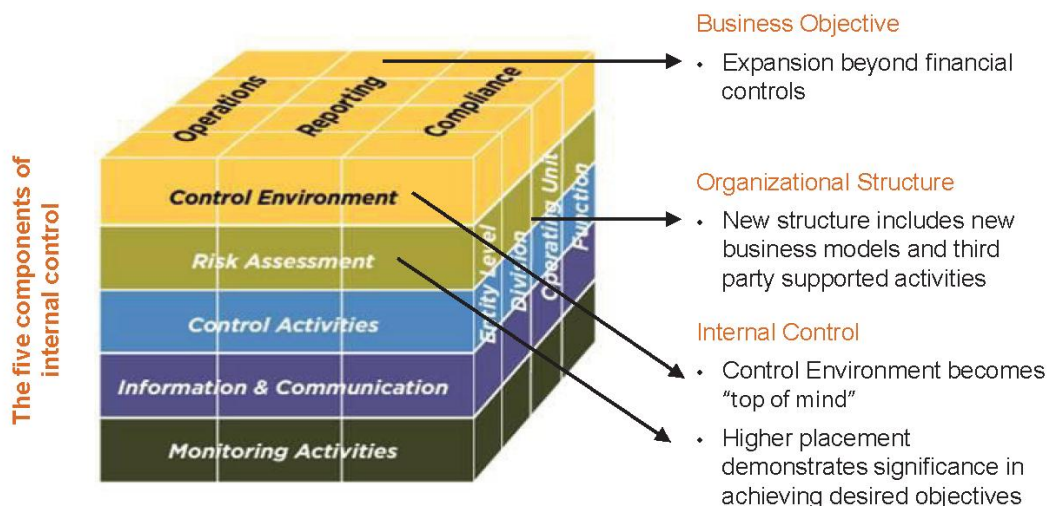 The five components of
internal control
Operations
Reporting
Compliance
Control Environment
Risk Assessment
Control Activities
Information & Communication
Monitoring Activities
Entity Level
Division
Operating Unit
Function
Business Objective
• Expansion beyond financial
controls
Organizational Structure
• New structure includes new
business models and third
party supported activities
Internal Control
• Control Environment becomes
“top of mind”
• Higher placement
demonstrates significance in
achieving desired objectives